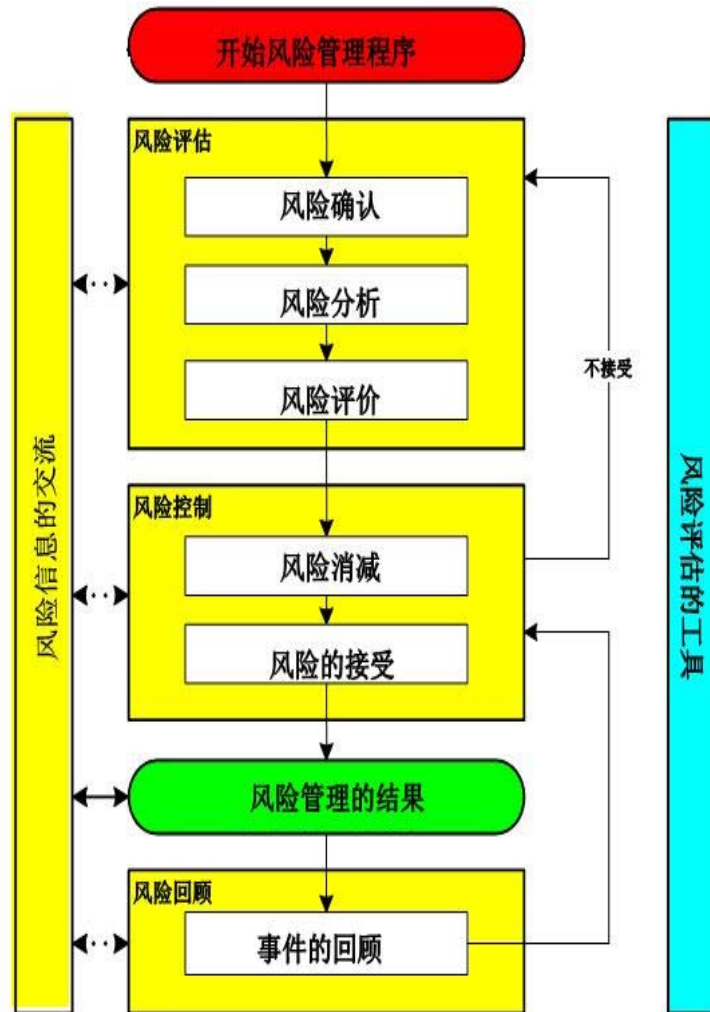 开始风险管理程序
风险评估
风险确认
风险分析
风险评价
不接受
风险控制
风险消减
风险的接受
风险管理的结果
风险回顾
事件的回顾
风险信息的交流
风险评估的工具